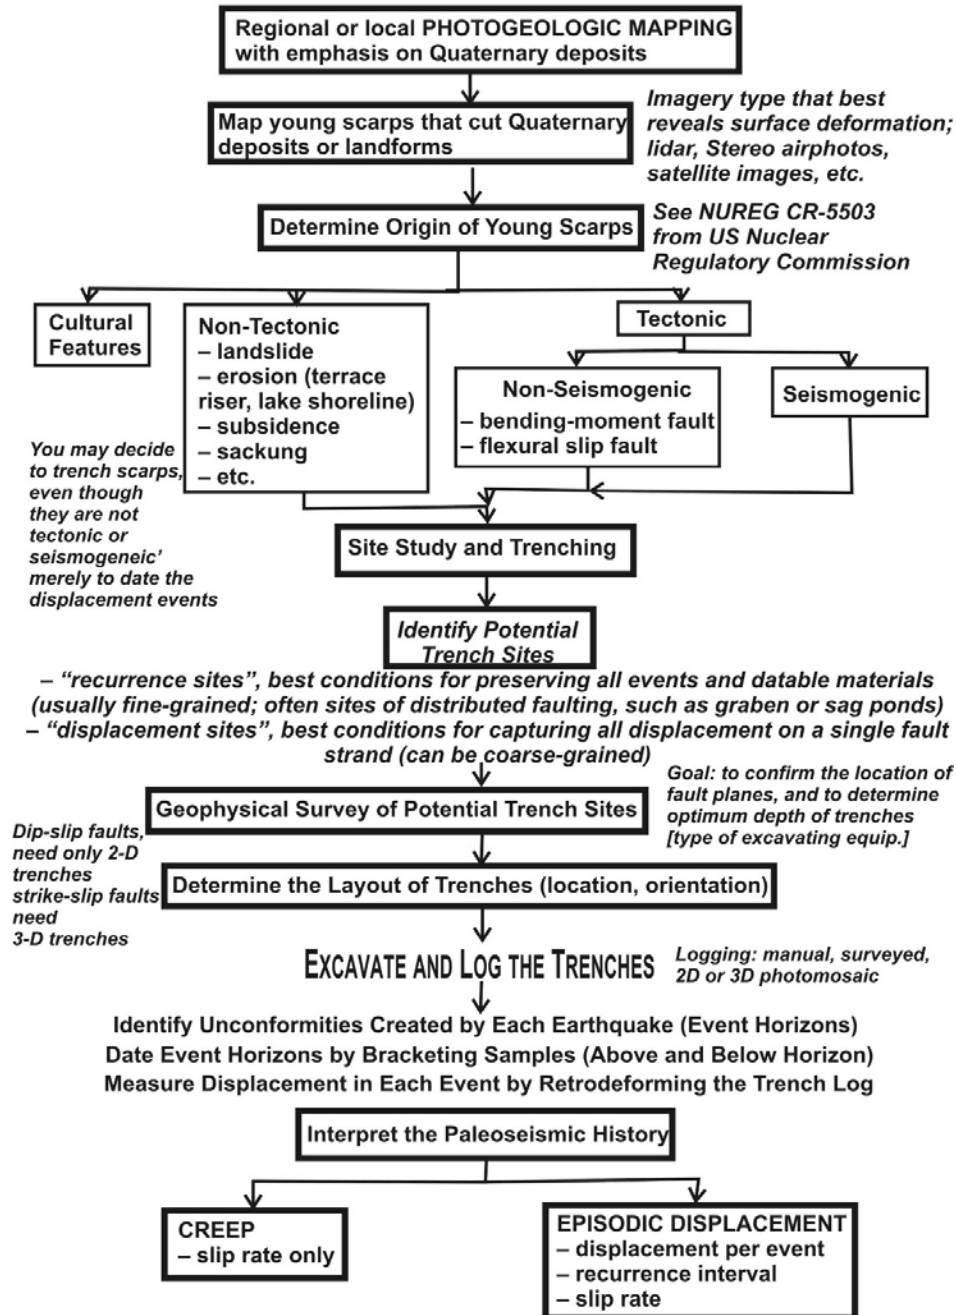 Regional or local PHOTOGEOLOGIC MAPPING
with emphasis on Quaternary deposits
Map young scarps that cut Quaternary
deposits or landforms
Imagery type that best
reveals surface deformation;
lidar, Stereo airphotos,
satellite images, etc.
Determine Origin of Young Scarps
See NUREG CR-5503
from US Nuclear
Regulatory Commission
Cultural
Features
Non-Tectonic
– landslide
– erosion (terrace
riser, lake shoreline)
– subsidence
– sackung
– etc.
Tectonic
Non-Seismogenic
– bending-moment fault
– flexural slip fault
Seismogenic
You may decide
to trench scarps,
even though
they are not
tectonic or
seismogeneic’
merely to date the
displacement events
Site Study and Trenching
Identify Potential
Trench Sites
– “recurrence sites”, best conditions for preserving all events and datable materials
(usually fine-grained; often sites of distributed faulting, such as graben or sag ponds)
– “displacement sites”, best conditions for capturing all displacement on a single fault
strand (can be coarse-grained)
Geophysical Survey of Potential Trench Sites
Goal: to confirm the location of
fault planes, and to determine
optimum depth of trenches
[type of excavating equip.]
Dip-slip faults,
need only 2-D
trenches
strike-slip faults
need
3-D trenches
Determine the Layout of Trenches (location, orientation)
EXCAVATE AND LOG THE TRENCHES
Logging: manual, surveyed,
2D or 3D photomosaic
Identify Unconformities Created by Each Earthquake (Event Horizons)
Date Event Horizons by Bracketing Samples (Above and Below Horizon)
Measure Displacement in Each Event by Retrodeforming the Trench Log
Interpret the Paleoseismic History
CREEP
– slip rate only
EPISODIC DISPLACEMENT
– displacement per event
– recurrence interval
– slip rate